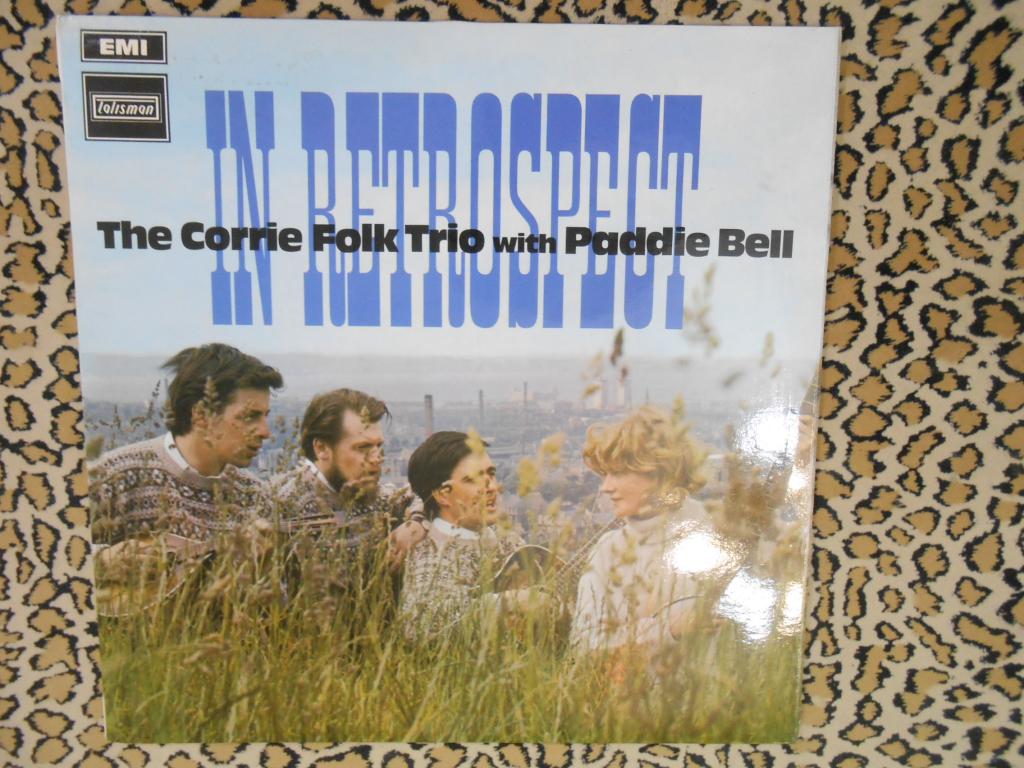 EMI
Talisman
IN RETROSPECT
The Corrie Folk Trio with Paddie Bell